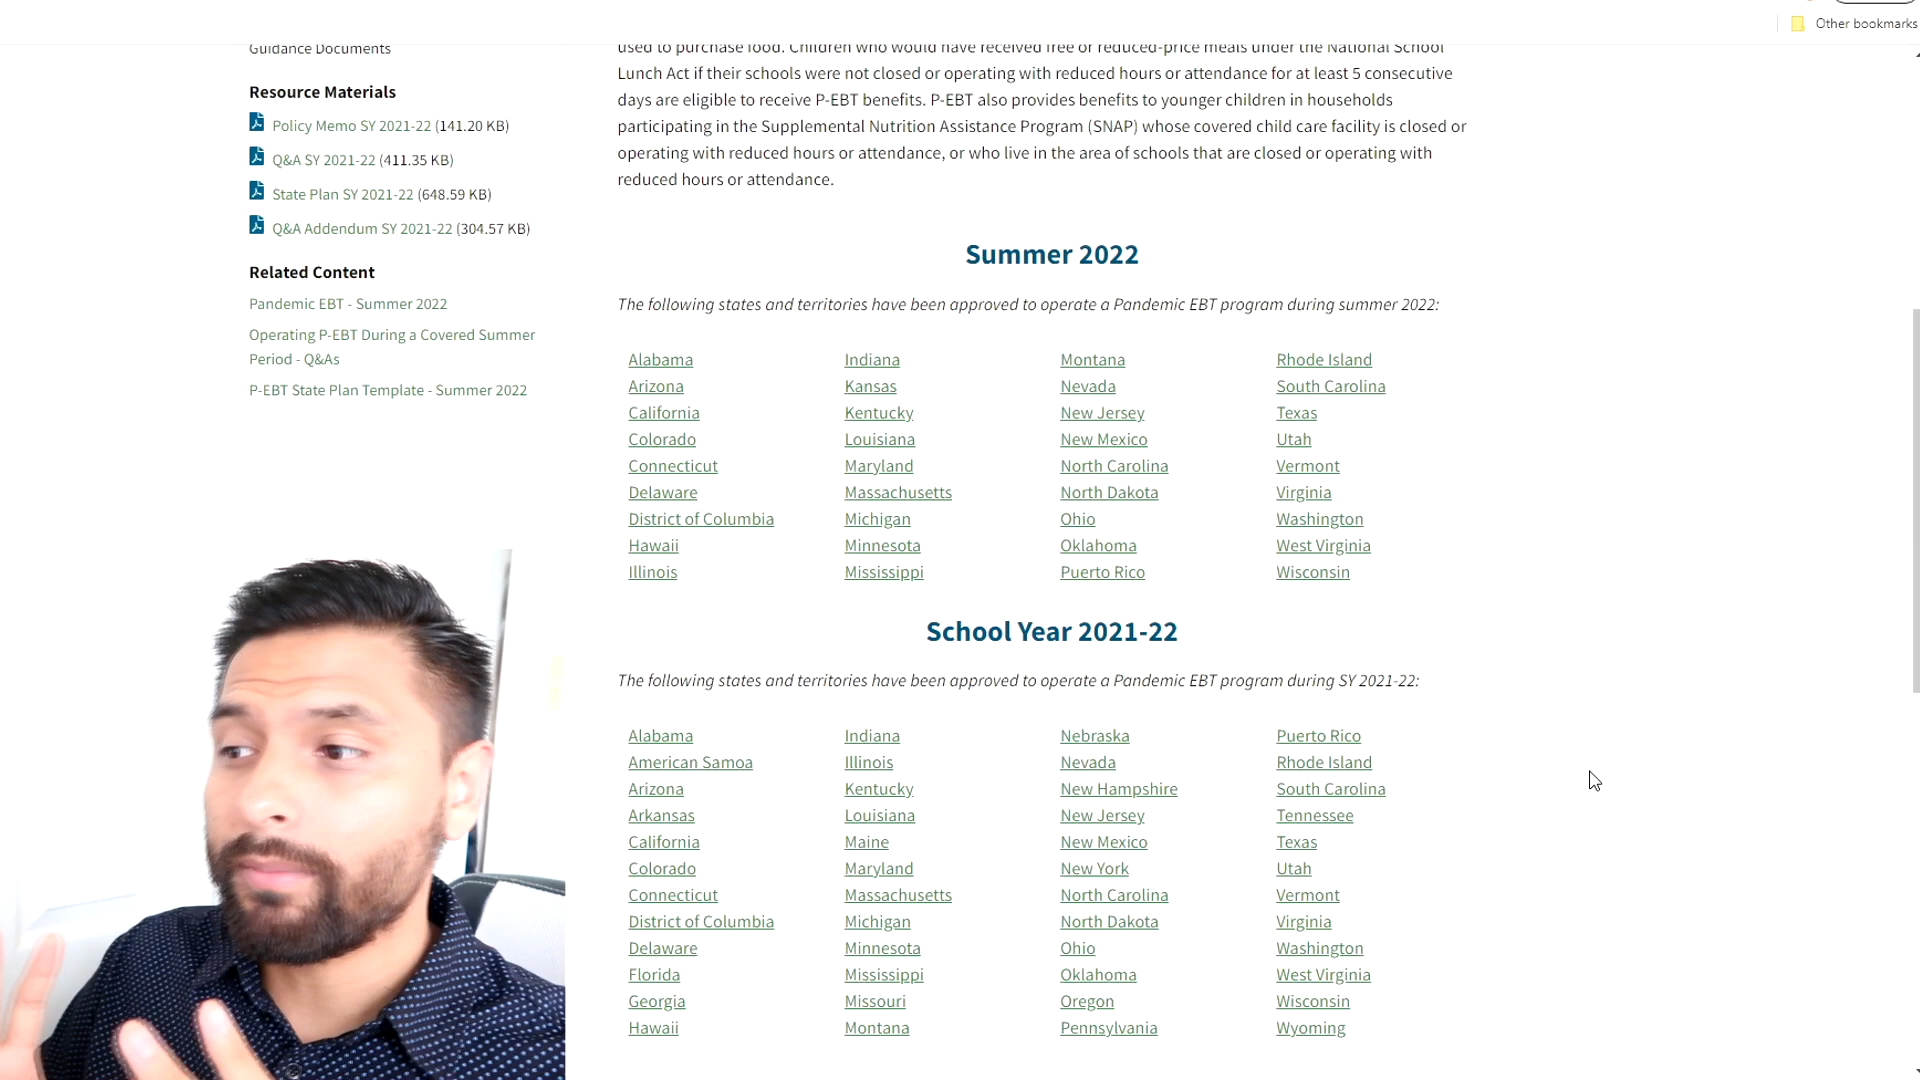 Other bookmarks
Guidance Documents
Resource Materials
Policy Memo SY 2021-22 (141.20 KB)
Q&A SY 2021-22 (411.35 KB)
State Plan SY 2021-22 (648.59 KB)
Q&A Addendum SY 2021-22 (304.57 KB)
Related Content
Pandemic EBT - Summer 2022
Operating P-EBT During a Covered Summer
Period - Q&As
P-EBT State Plan Template - Summer 2022
used to purchase food. Children who would have received free or reduced-price meals under the National School
Lunch Act if their schools were not closed or operating with reduced hours or attendance for at least 5 consecutive
days are eligible to receive P-EBT benefits. P-EBT also provides benefits to younger children in households
participating in the Supplemental Nutrition Assistance Program (SNAP) whose covered child care facility is closed or
operating with reduced hours or attendance, or who live in the area of schools that are closed or operating with
reduced hours or attendance.
Summer 2022
The following states and territories have been approved to operate a Pandemic EBT program during summer 2022:
Alabama
Arizona
California
Colorado
Connecticut
Delaware
District of Columbia
Hawaii
Illinois
Indiana
Kansas
Kentucky
Louisiana
Maryland
Massachusetts
Michigan
Minnesota
Mississippi
Montana
Nevada
New Jersey
New Mexico
North Carolina
North Dakota
Ohio
Oklahoma
Puerto Rico
Rhode Island
South Carolina
Texas
Utah
Vermont
Virginia
Washington
West Virginia
Wisconsin
School Year 2021-22
The following states and territories have been approved to operate a Pandemic EBT program during SY 2021-22:
Alabama
American Samoa
Arizona
Arkansas
California
Colorado
Connecticut
District of Columbia
Delaware
Florida
Georgia
Hawaii
Indiana
Illinois
Kentucky
Louisiana
Maine
Maryland
Massachusetts
Michigan
Minnesota
Mississippi
Missouri
Montana
Nebraska
Nevada
New Hampshire
New Jersey
New Mexico
New York
North Carolina
North Dakota
Ohio
Oklahoma
Oregon
Pennsylvania
Puerto Rico
Rhode Island
South Carolina
Tennessee
Texas
Utah
Vermont
Virginia
Washington
West Virginia
Wisconsin
Wyoming